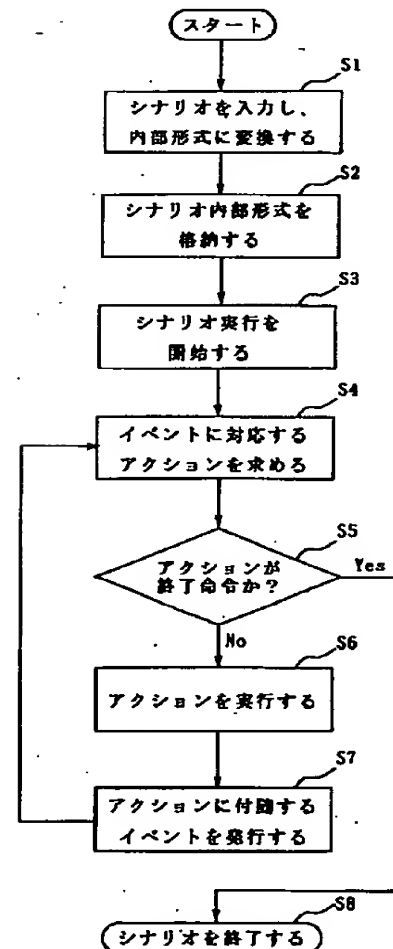 スタート
S1
シナリオを入力し、
内部形式に変換する
S2
シナリオ内部形式を
格納する
S3
シナリオ実行を
開始する
S4
イベントに対応する
アクションを求める
S5
アクションが
終了命令か?
Yes
No
S6
アクションを実行する
S7
アクションに付随する
イベントを発行する
S8
シナリオを終了する